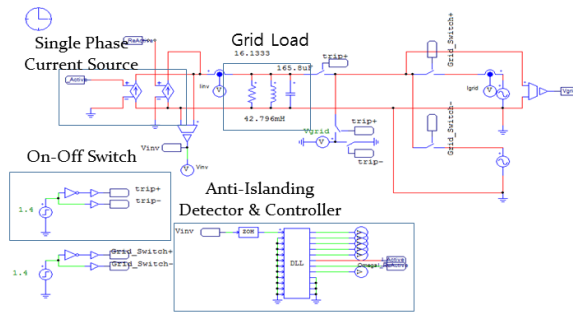 Single Phase
Current Source
Grid Load
16.1333
165.8uF
42.796mH
trip+
Grid_Switch+
Iinv
Igrid
Vgrid
trip+
trip-
Grid_Switch-
Vinv
Vinv
On-Off Switch
1.4
trip+
trip-
1.4
Grid_Switch+
Grid_Switch-
Anti-Islanding
Detector & Controller
Vinv
ZOH
DLL